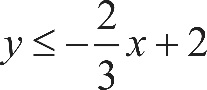 y ≤ −2/3 x + 2